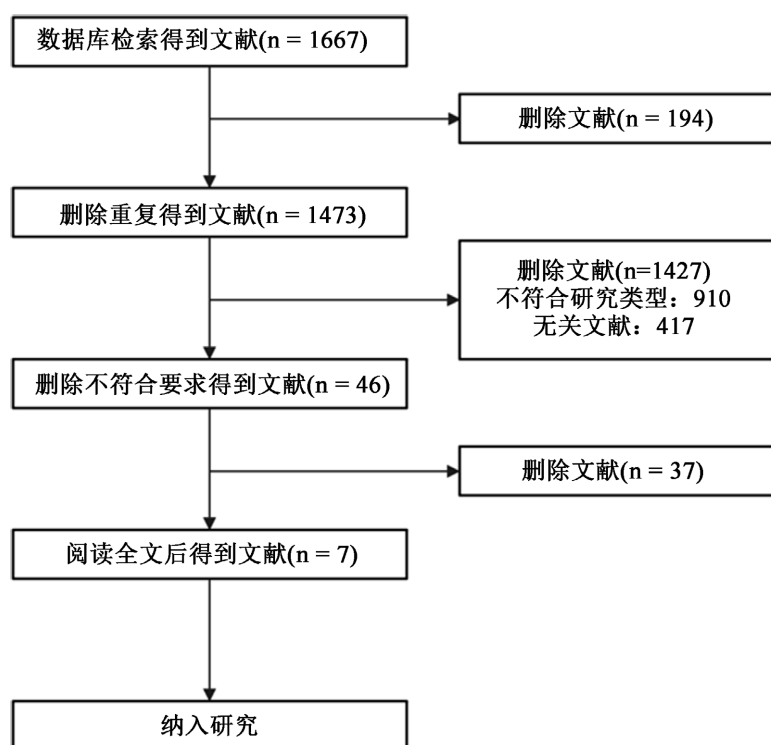 数据库检索得到文献(n = 1667)
删除文献(n = 194)
删除重复得到文献(n = 1473)
删除文献(n=1427)
不符合研究类型：910
无关文献：417
删除不符合要求得到文献(n = 46)
删除文献(n = 37)
阅读全文后得到文献(n = 7)
纳入研究